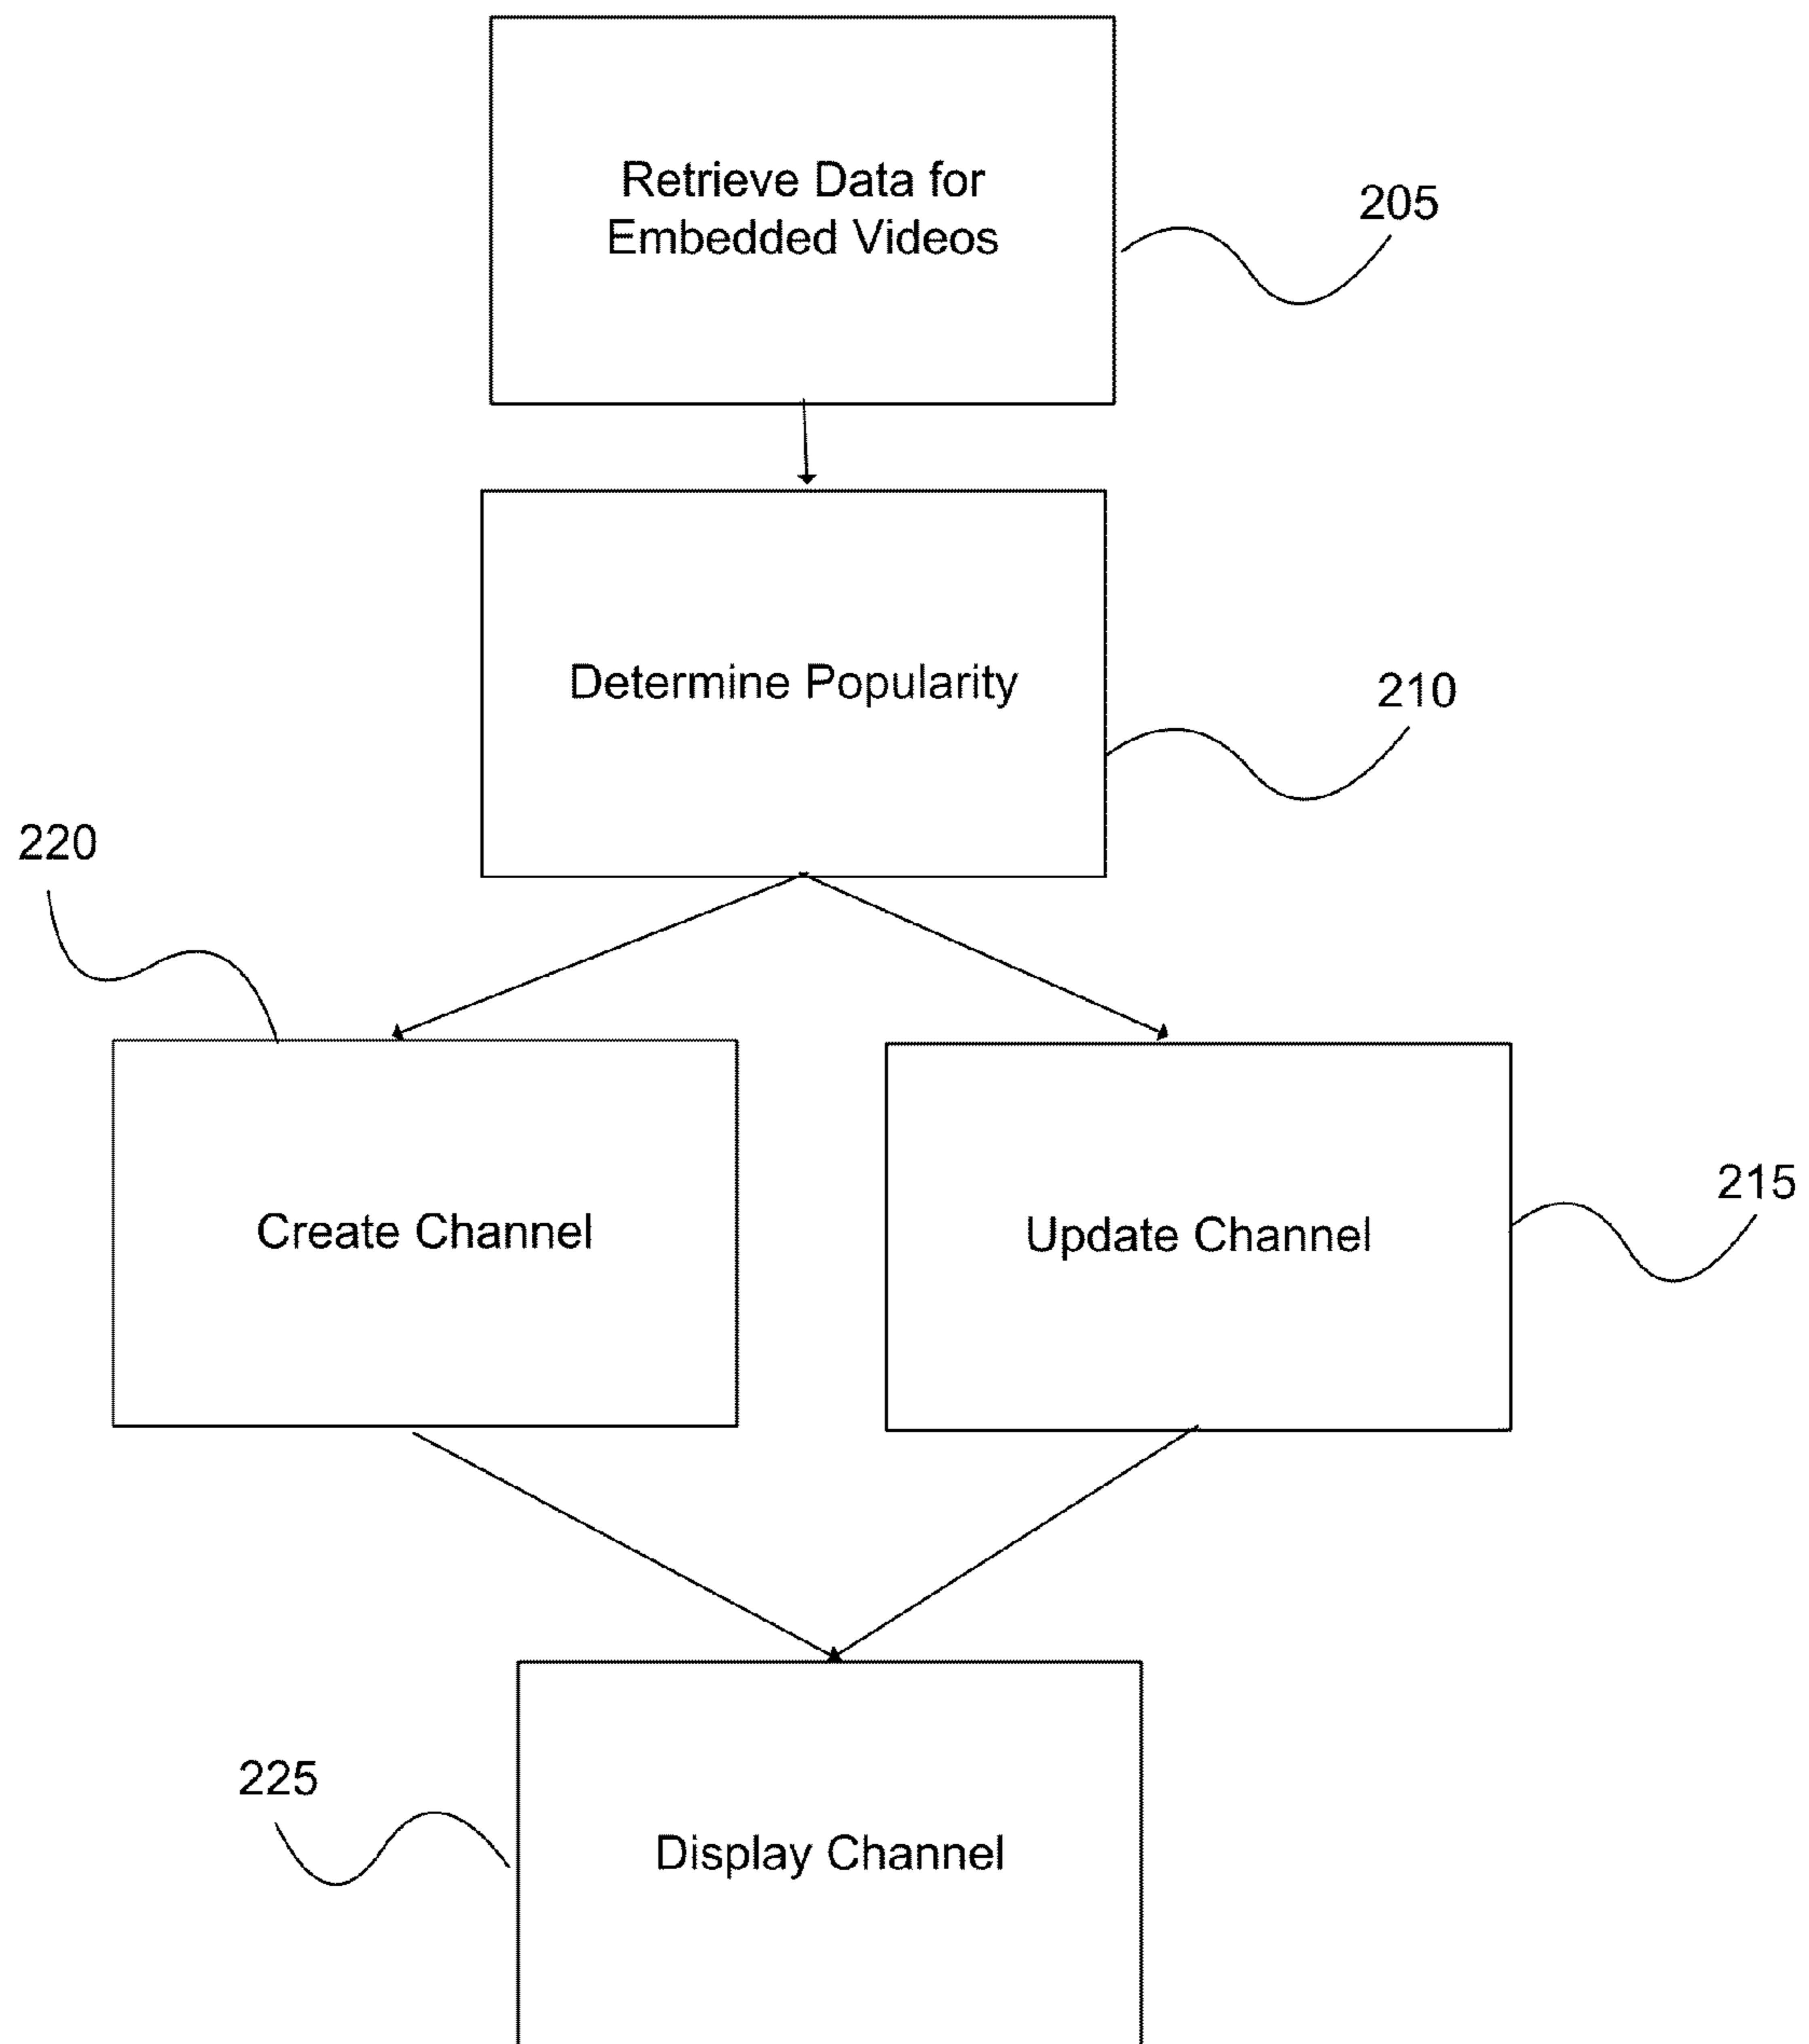 Retrieve Data for
Embedded Videos
205
Determine Popularity
210
220
Create Channel
Update Channel
215
225
Display Channel